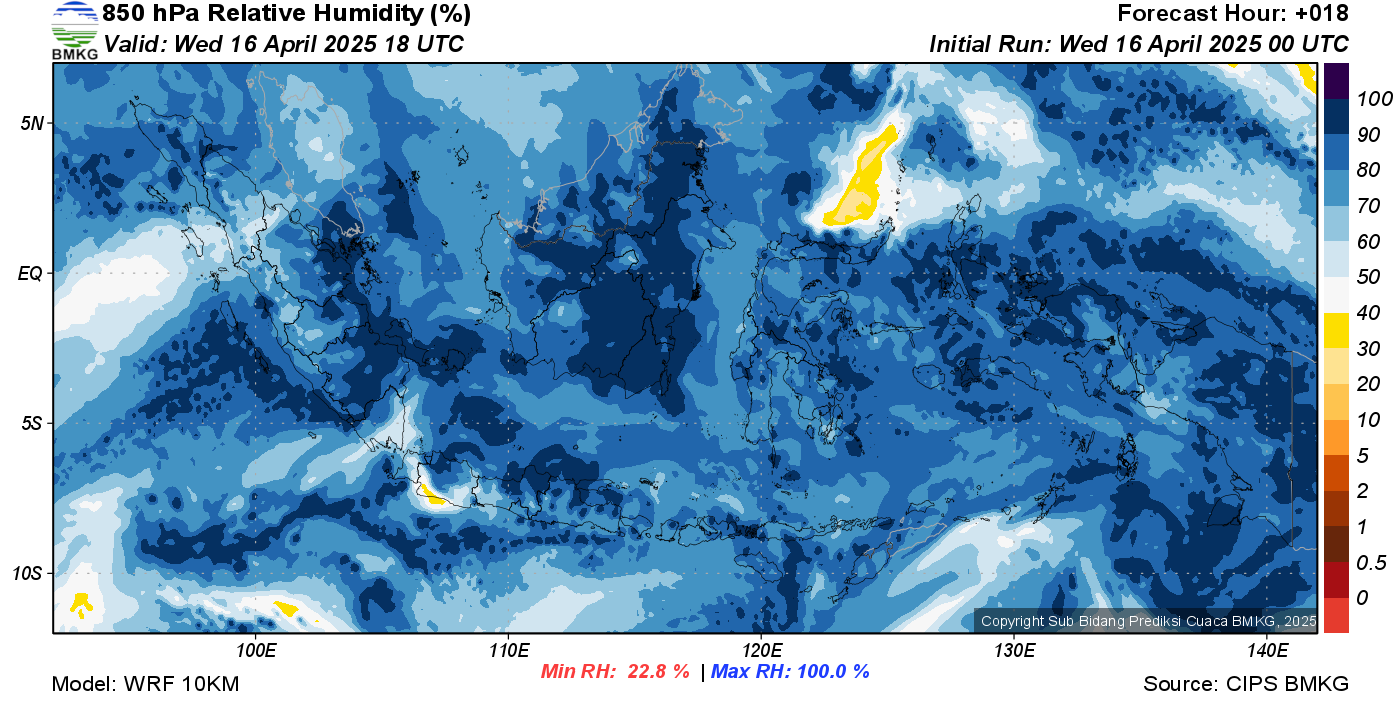 BMKG
850 hPa Relative Humidity (%)
Valid: Wed 16 April 2025 18 UTC
Forecast Hour: +018
Initial Run: Wed 16 April 2025 00 UTC
5N
EQ
5S
10S
100
90
80
70
60
50
40
30
20
10
5
2
1
0.5
0
Copyright Sub Bidang Prediksi Cuaca BMKG, 2025
100E
110E
120E
130E
140E
Min RH: 22.8 % | Max RH: 100.0 %
Model: WRF 10KM
Source: CIPS BMKG